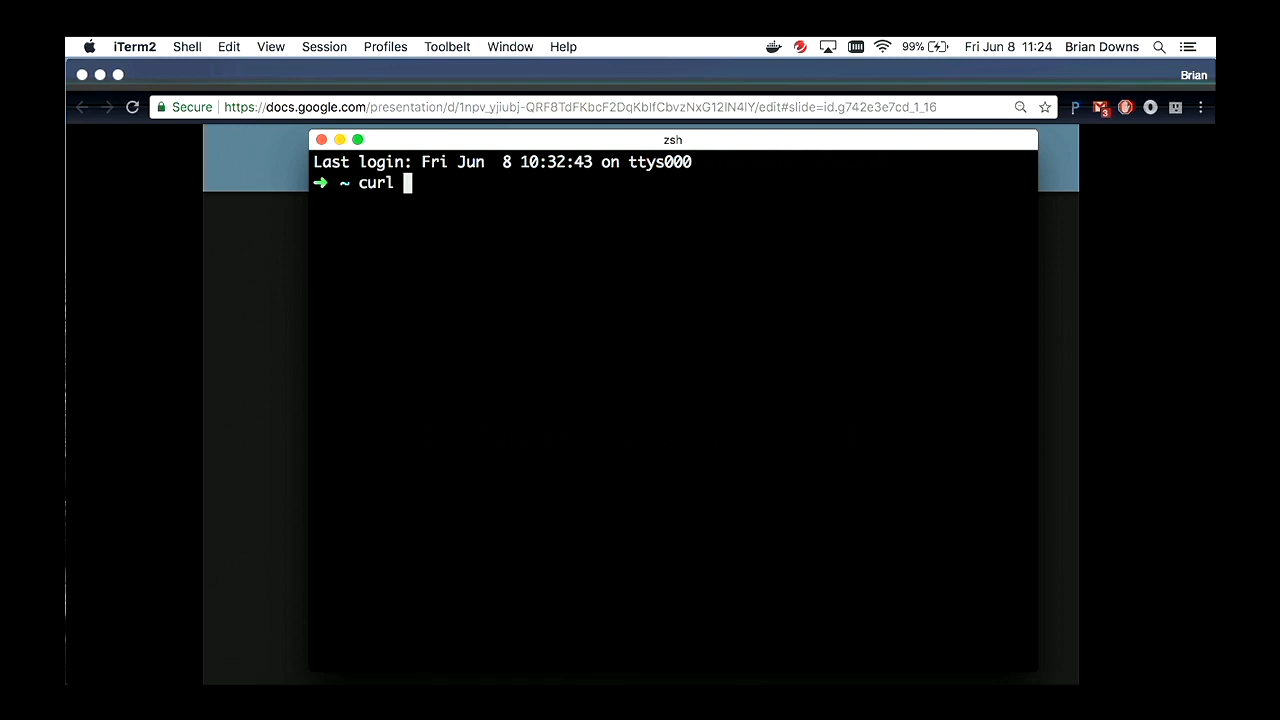 iTerm2 Shell Edit View Session Profiles Toolbelt Window Help 99% Fri Jun 8 11:24 Brian Downs
Brian
Secure https://docs.google.com/presentation/d/1npv_yjiubj-QRF8TdFKbcF2DqKbIfCbvzNxG12IN4IY/edit#slide=id.g742e3e7cd_1_16
3
zsh
Last login: Fri Jun  8 10:32:43 on ttys000
➜ ~ curl